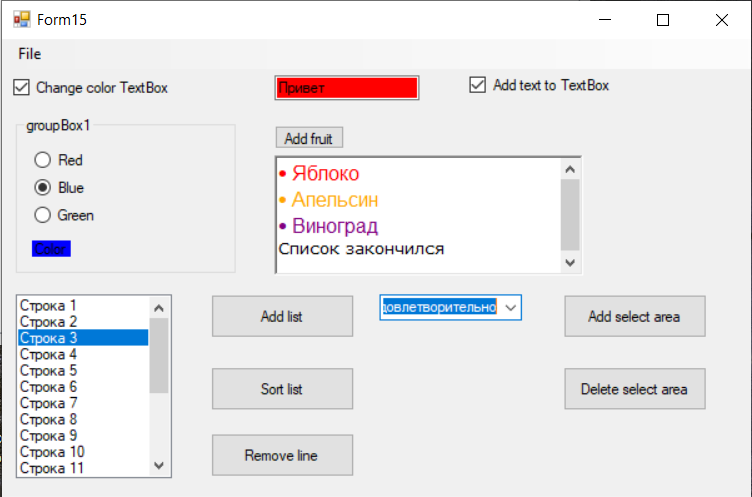 Form15
File
Change color TextBox
Привет
Add text to TextBox
groupBox1
Red
Blue
Green
Color
Add fruit
• Яблоко
• Апельсин
• Виноград
Список закончился
Строка 1
Строка 2
Строка 3
Строка 4
Строка 5
Строка 6
Строка 7
Строка 8
Строка 9
Строка 10
Строка 11
Add list
Sort list
Remove line
довлетворительно
Add select area
Delete select area